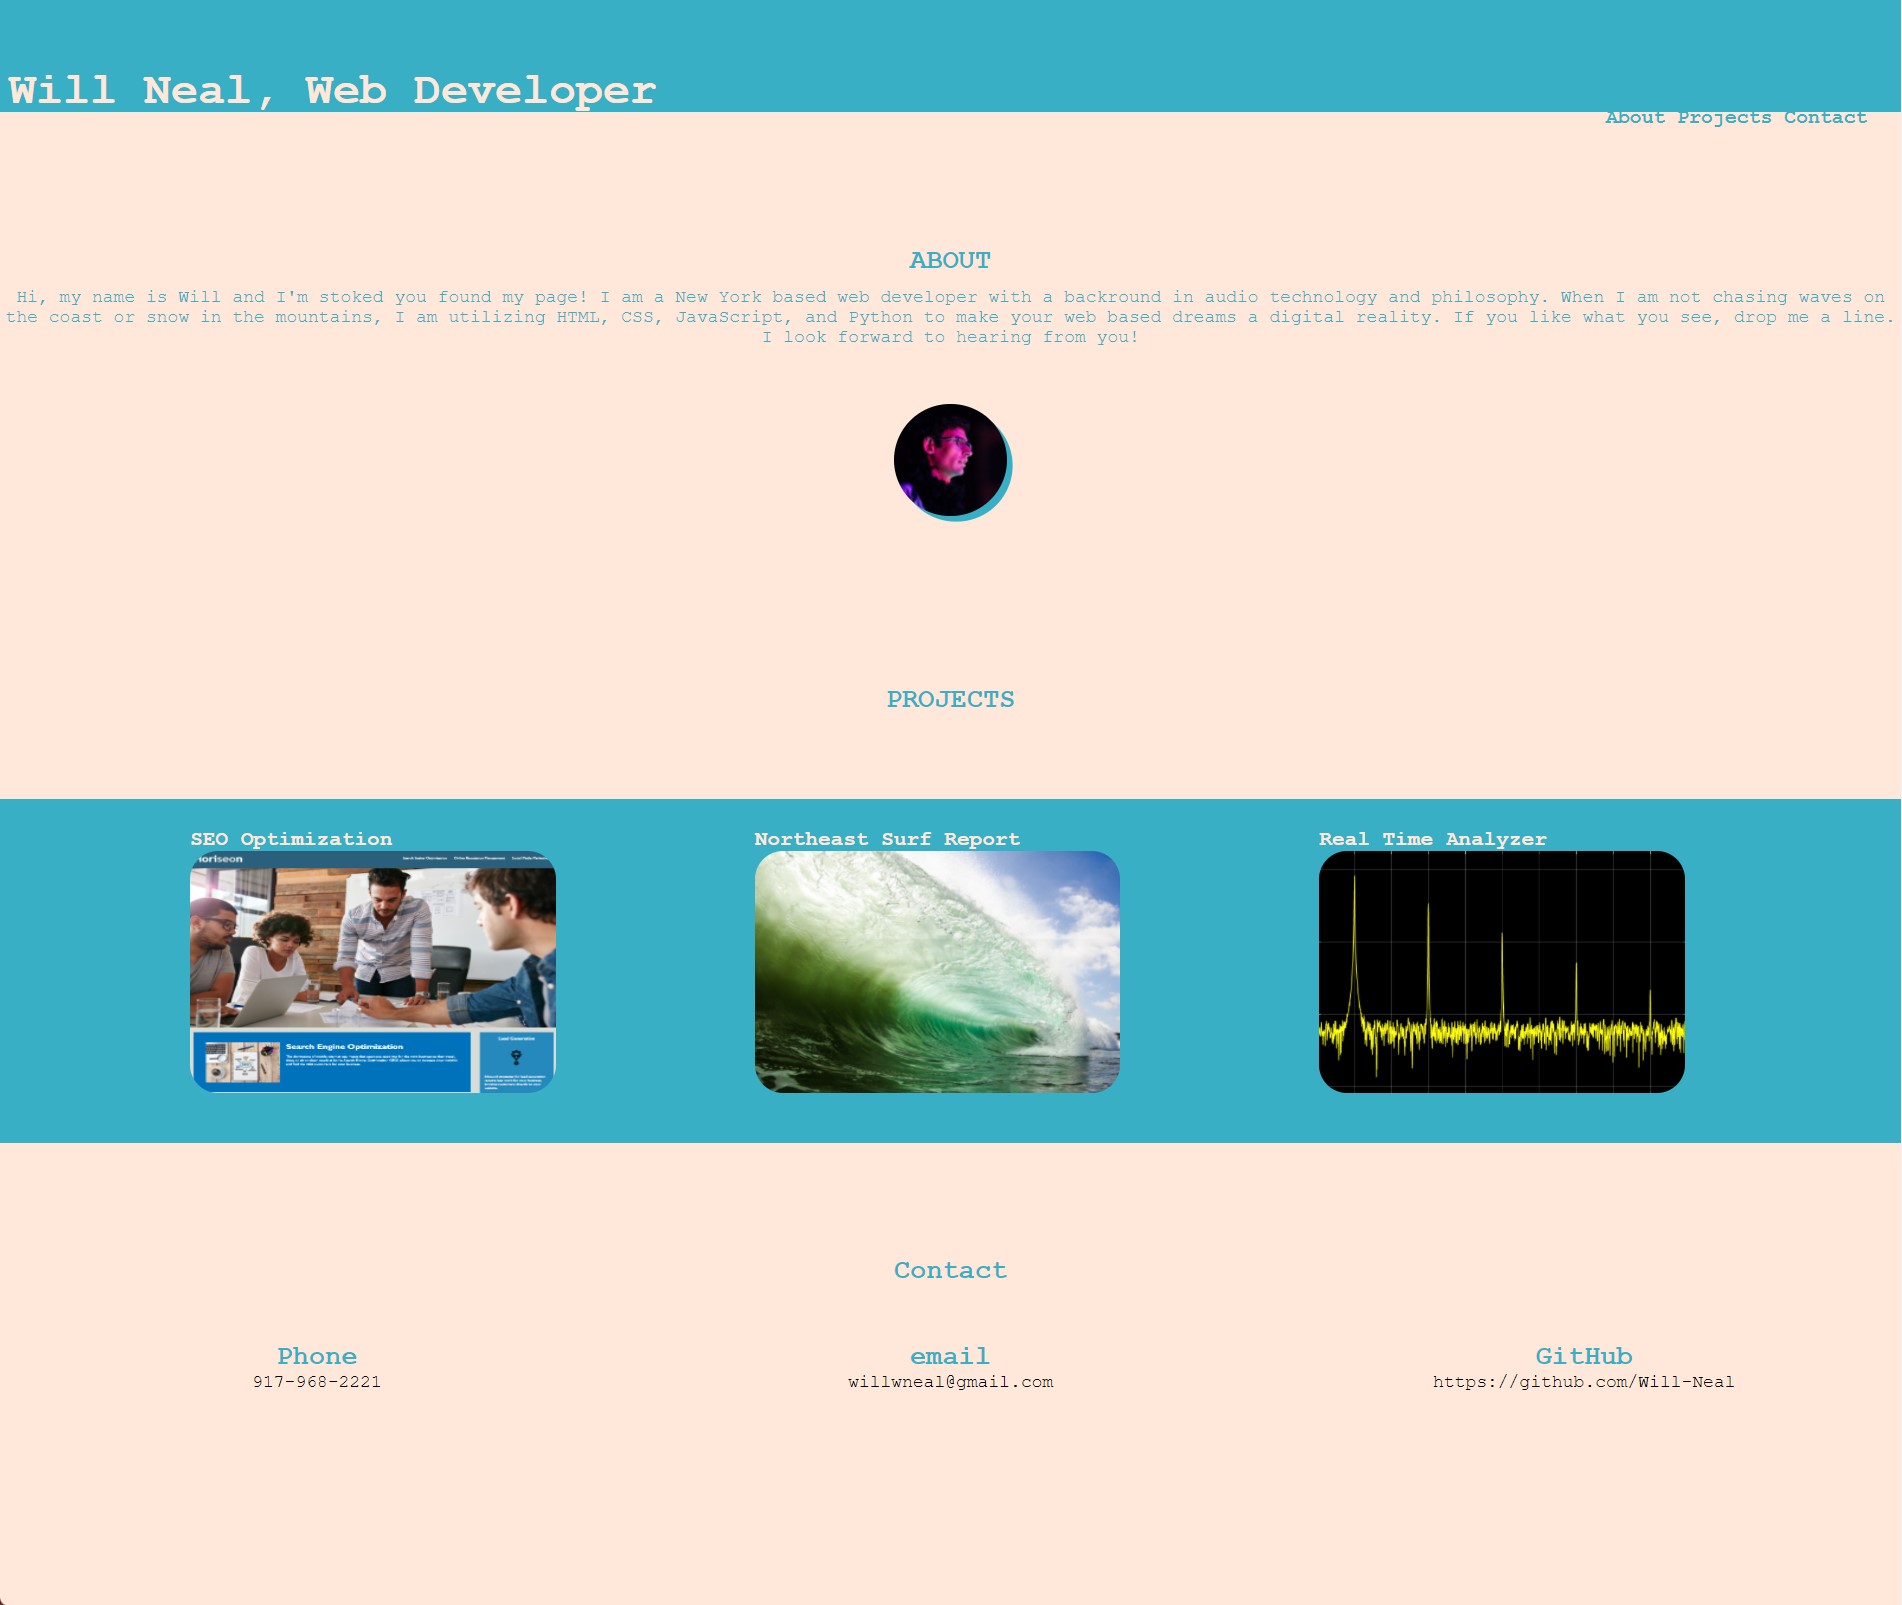 Will Neal, Web Developer
About Projects Contact
ABOUT
Hi, my name is Will and I'm stoked you found my page! I am a New York based web developer with a backround in audio technology and philosophy. When I am not chasing waves on
the coast or snow in the mountains, I am utilizing HTML, CSS, JavaScript, and Python to make your web based dreams a digital reality. If you like what you see, drop me a line.
I look forward to hearing from you!
PROJECTS
SEO Optimization
Northeast Surf Report
Real Time Analyzer
Horiseon
Search Engine Optimization
Lead Generation
Contact
Phone
917-968-2221
email
willwneal@gmail.com
GitHub
https://github.com/Will-Neal